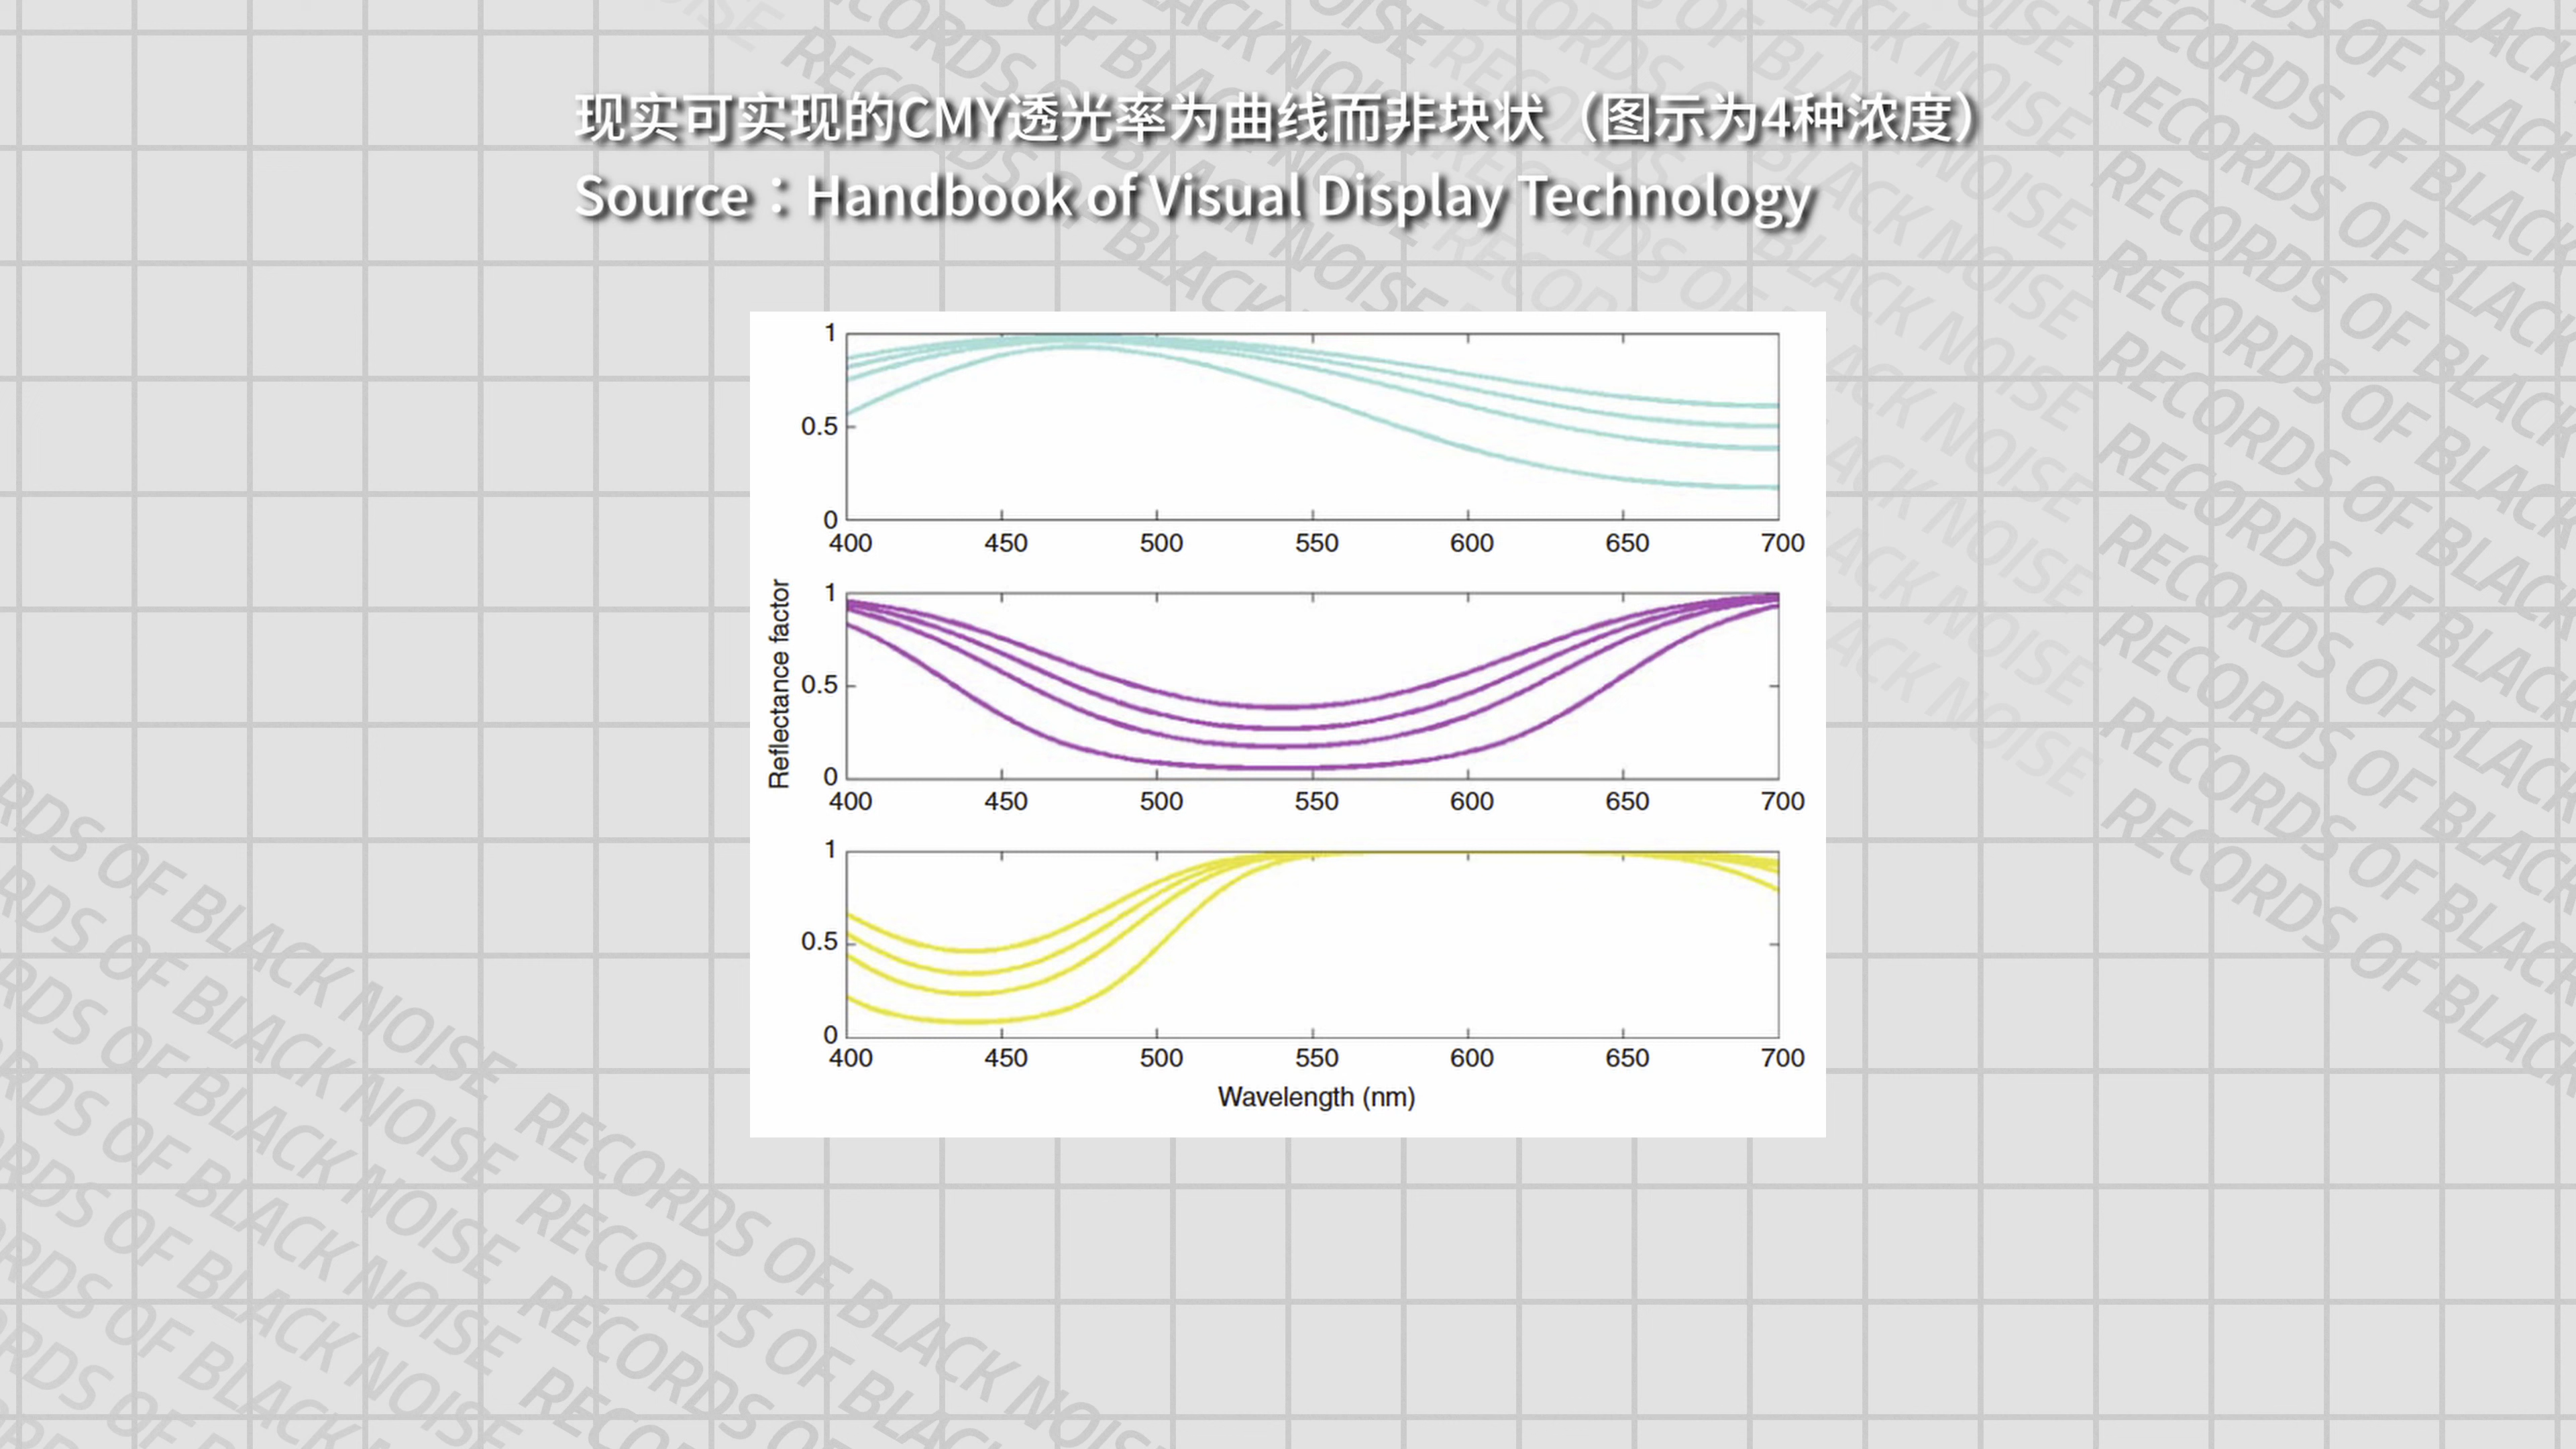 现实可实现的CMY透光率为曲线而非块状（图示为4种浓度）
Source：Handbook of Visual Display Technology
1
0.5
0
400 450 500 550 600 650 700
Reflectance factor
1
0.5
0
400 450 500 550 600 650 700
1
0.5
0
400 450 500 550 600 650 700
Wavelength (nm)
RECORDS OF BLACK NOISE